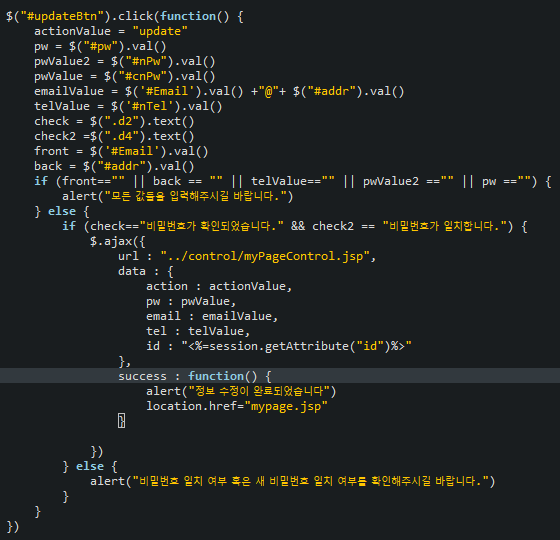 $("#updateBtn").click(function() {
    actionValue = "update"
    pw = $("#pw").val()
    pwValue2 = $("#nPw").val()
    pwValue = $("#cnPw").val()
    emailValue = $('#Email').val() +"@"+ $("#addr").val()
    telValue = $('#nTel').val()
    check = $(".d2").text()
    check2 =$(".d4").text()
    front = $('#Email').val()
    back = $("#addr").val()
    if (front=="" || back == "" || telValue=="" || pwValue2 =="" || pw =="") {
        alert("모든 값들을 입력해주시길 바랍니다.")
    } else {
        if (check=="비밀번호가 확인되었습니다." && check2 == "비밀번호가 일치합니다.") {
            $.ajax({
                url : "../control/myPageControl.jsp",
                data : {
                    action : actionValue,
                    pw : pwValue,
                    email : emailValue,
                    tel : telValue,
                    id : "<%=session.getAttribute("id")%>"
                },
                success : function() {
                    alert("정보 수정이 완료되었습니다")
                    location.href="mypage.jsp"
                }
            })
        } else {
            alert("비밀번호 일치 여부 혹은 새 비밀번호 일치 여부를 확인해주시길 바랍니다.")
        }
    }
})